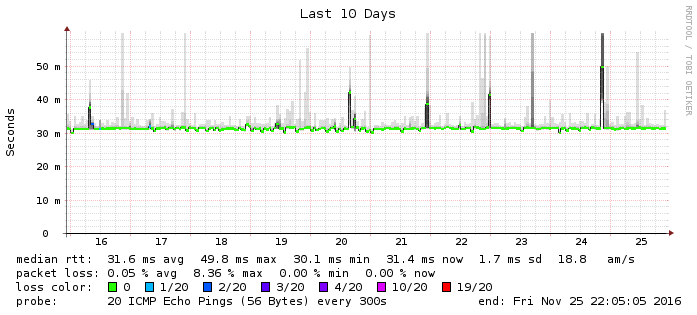 Last 10 Days
RRDTOOL / TOBI OETIKER
Seconds
50 m
40 m
30 m
20 m
10 m
0
16 17 18 19 20 21 22 23 24 25
median rtt: 31.6 ms avg 49.8 ms max 30.1 ms min 31.4 ms now 1.7 ms sd 18.8 am/s
packet loss: 0.05 % avg 8.36 % max 0.00 % min 0.00 % now
loss color: 0 1/20 2/20 3/20 4/20 10/20 19/20
probe: 20 ICMP Echo Pings (56 Bytes) every 300s end: Fri Nov 25 22:05:05 2016